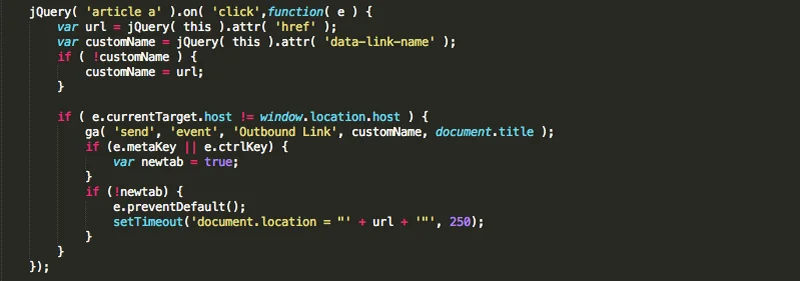 jQuery( 'article a' ).on( 'click',function( e ) {
    var url = jQuery( this ).attr( 'href' );
    var customName = jQuery( this ).attr( 'data-link-name' );
    if ( !customName ) {
        customName = url;
    }

    if ( e.currentTarget.host != window.location.host ) {
        ga( 'send', 'event', 'Outbound Link', customName, document.title );
        if (e.metaKey || e.ctrlKey) {
            var newtab = true;
        }
        if (!newtab) {
            e.preventDefault();
            setTimeout('document.location = "' + url + '"', 250);
        }
    }
});